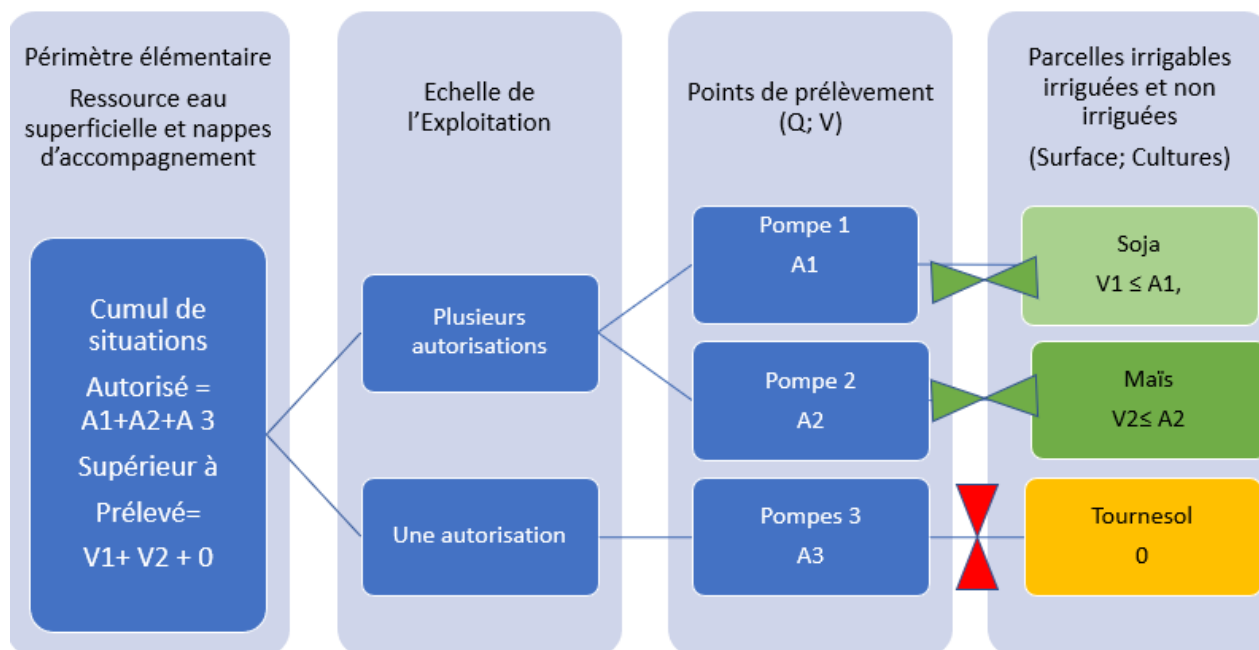 Périmètre élémentaire
Ressource eau
superficielle et nappes
d'accompagnement
Cumul de
situations
Autorisé =
A1+A2+A 3
Supérieur à
Prélevé=
V1+ V2 + 0
Echelle de
l'Exploitation
Plusieurs
autorisations
Une autorisation
Points de prélèvement
(Q; V)
Pompe 1
A1
Pompe 2
A2
Pompes 3
A3
Parcelles irrigables
irriguées et non
irriguées
(Surface; Cultures)
Soja
V1 ≤ A1,
Maïs
V2≤ A2
Tournesol
0